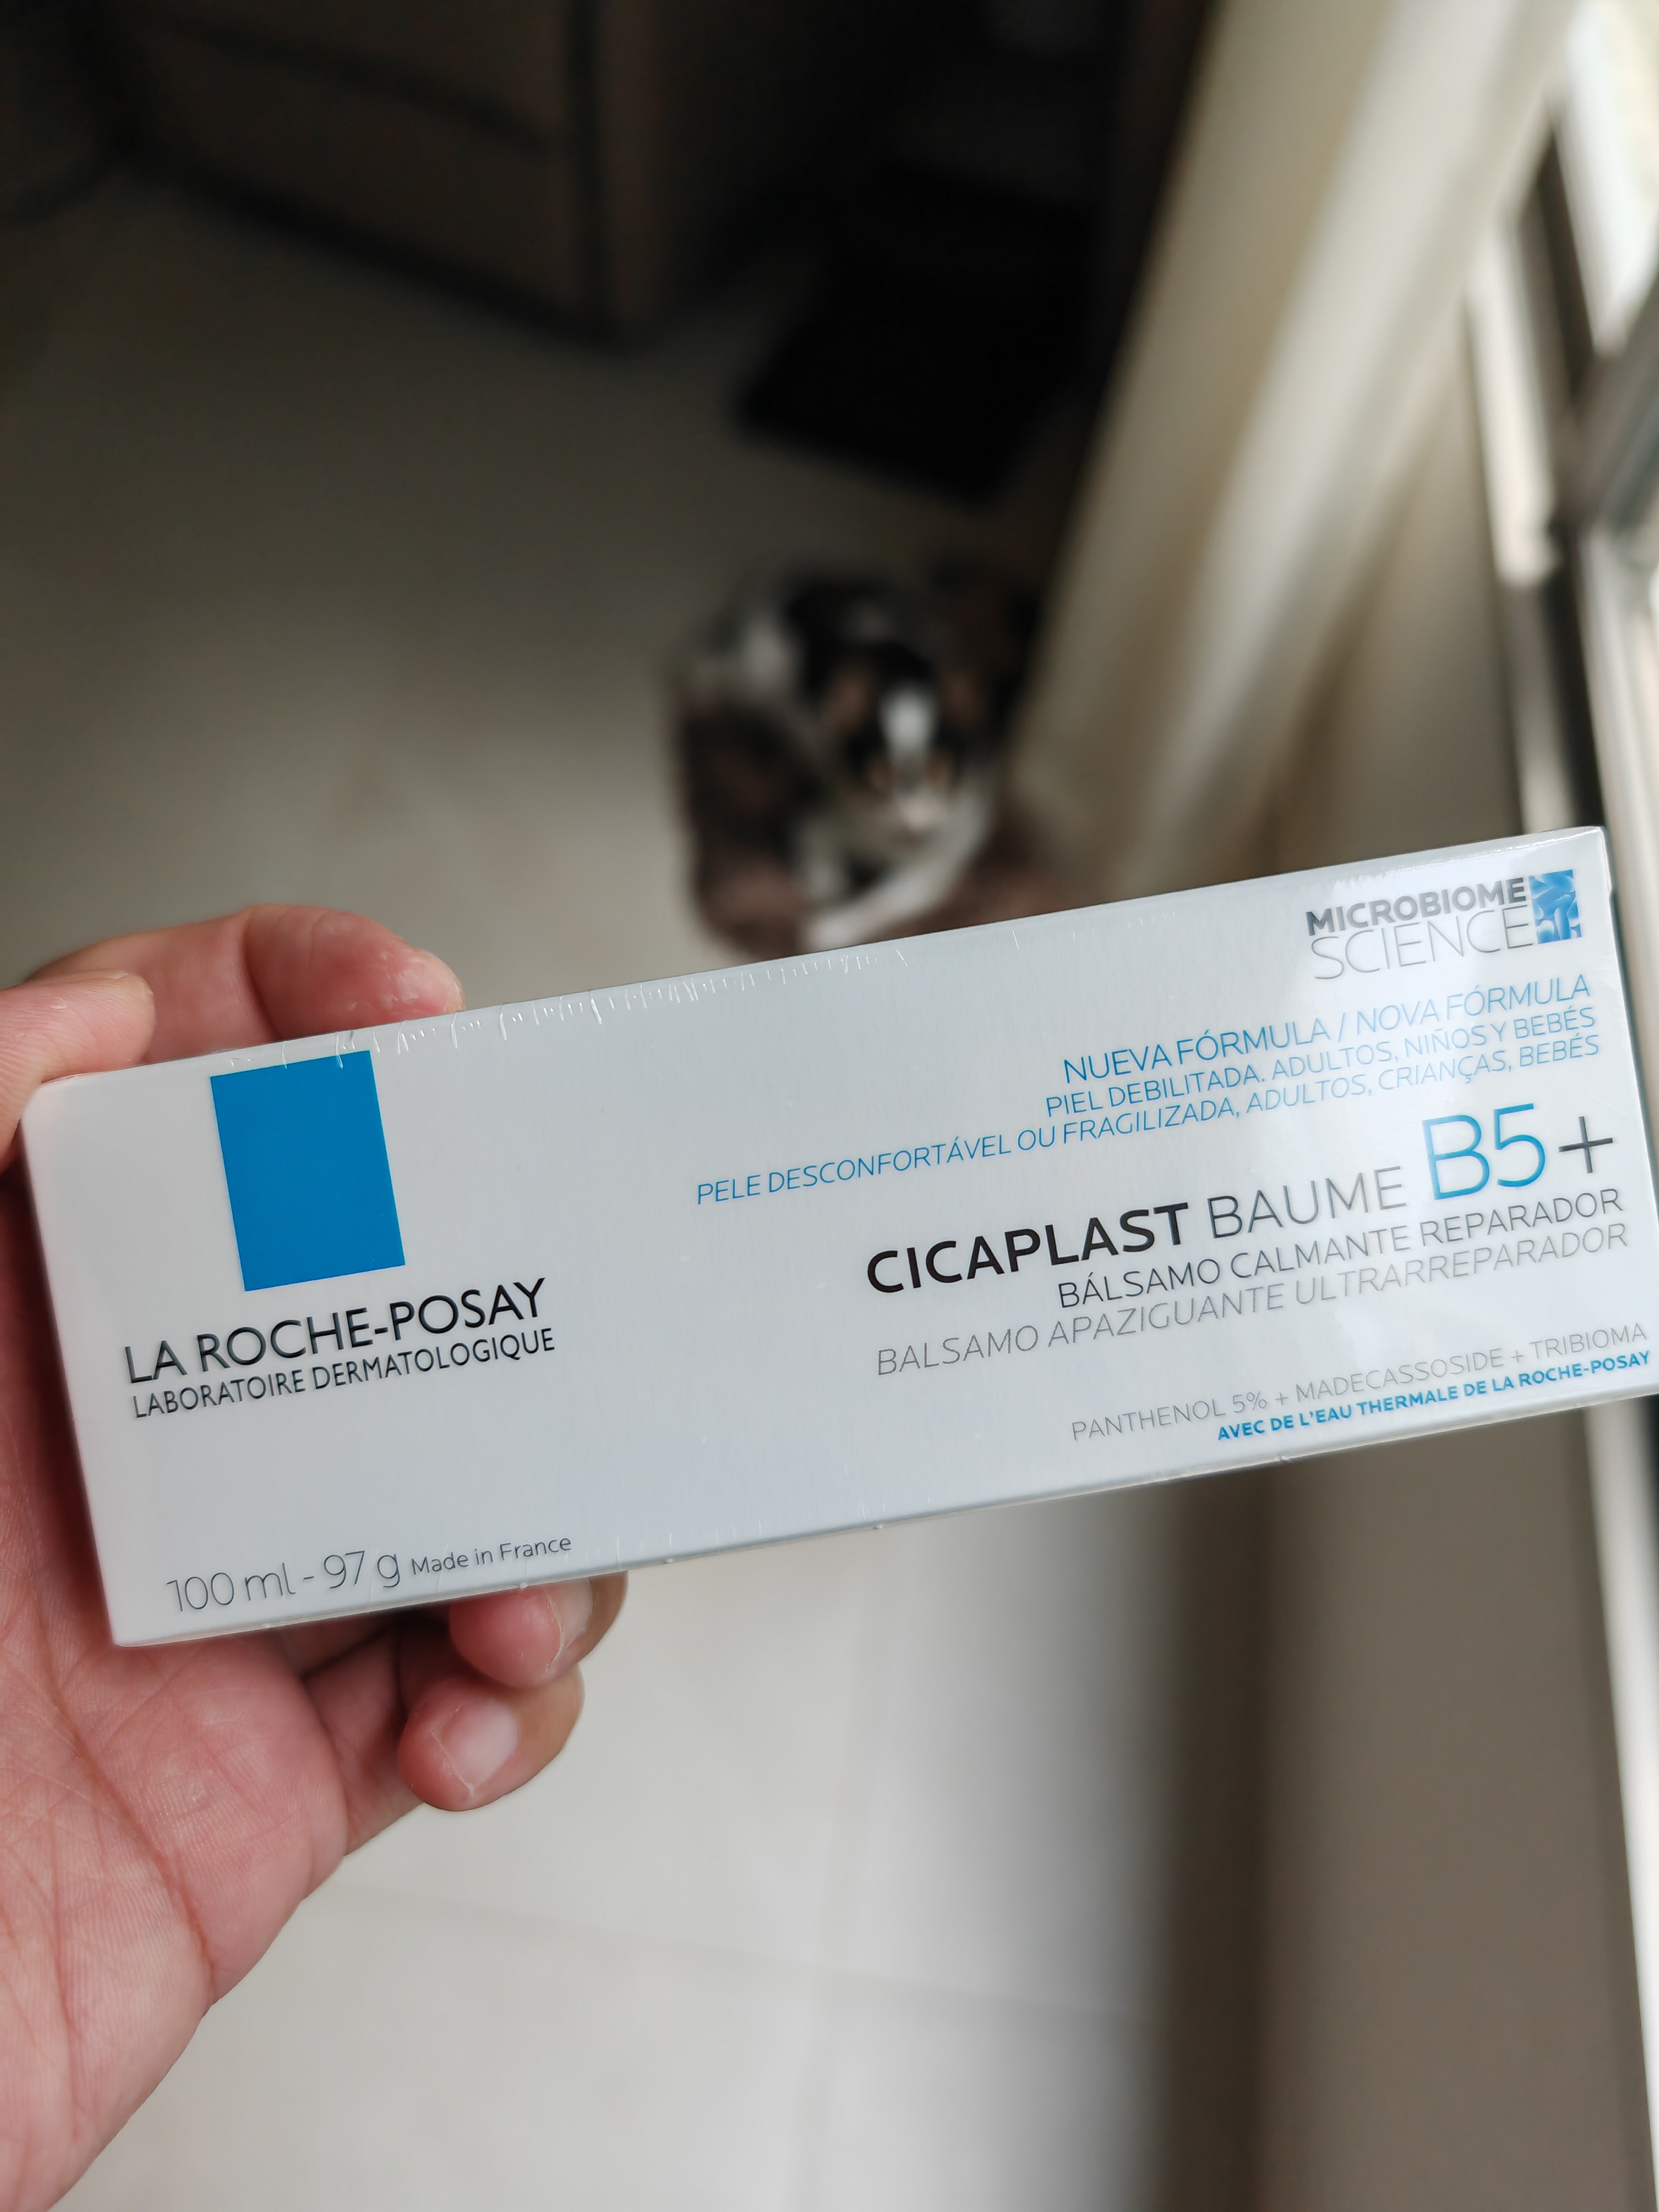 MICROBIOME
SCIENCE
NUEVA FÓRMULA / NOVA FÓRMULA
PIEL DEBILITADA. ADULTOS, NIÑOS Y BEBÉS
PELE DESCONFORTÁVEL OU FRAGILIZADA, ADULTOS, CRIANÇAS, BEBÉS
CICAPLAST BAUME B5+
BÁLSAMO CALMANTE REPARADOR
BALSAMO APAZIGUANTE ULTRARREPARADOR
PANTHENOL 5% + MADECASSOSIDE + TRIBIOMA
AVEC DE L'EAU THERMALE DE LA ROCHE-POSAY
LA ROCHE-POSAY
LABORATOIRE DERMATOLOGIQUE
100 ml - 97 g Made in France